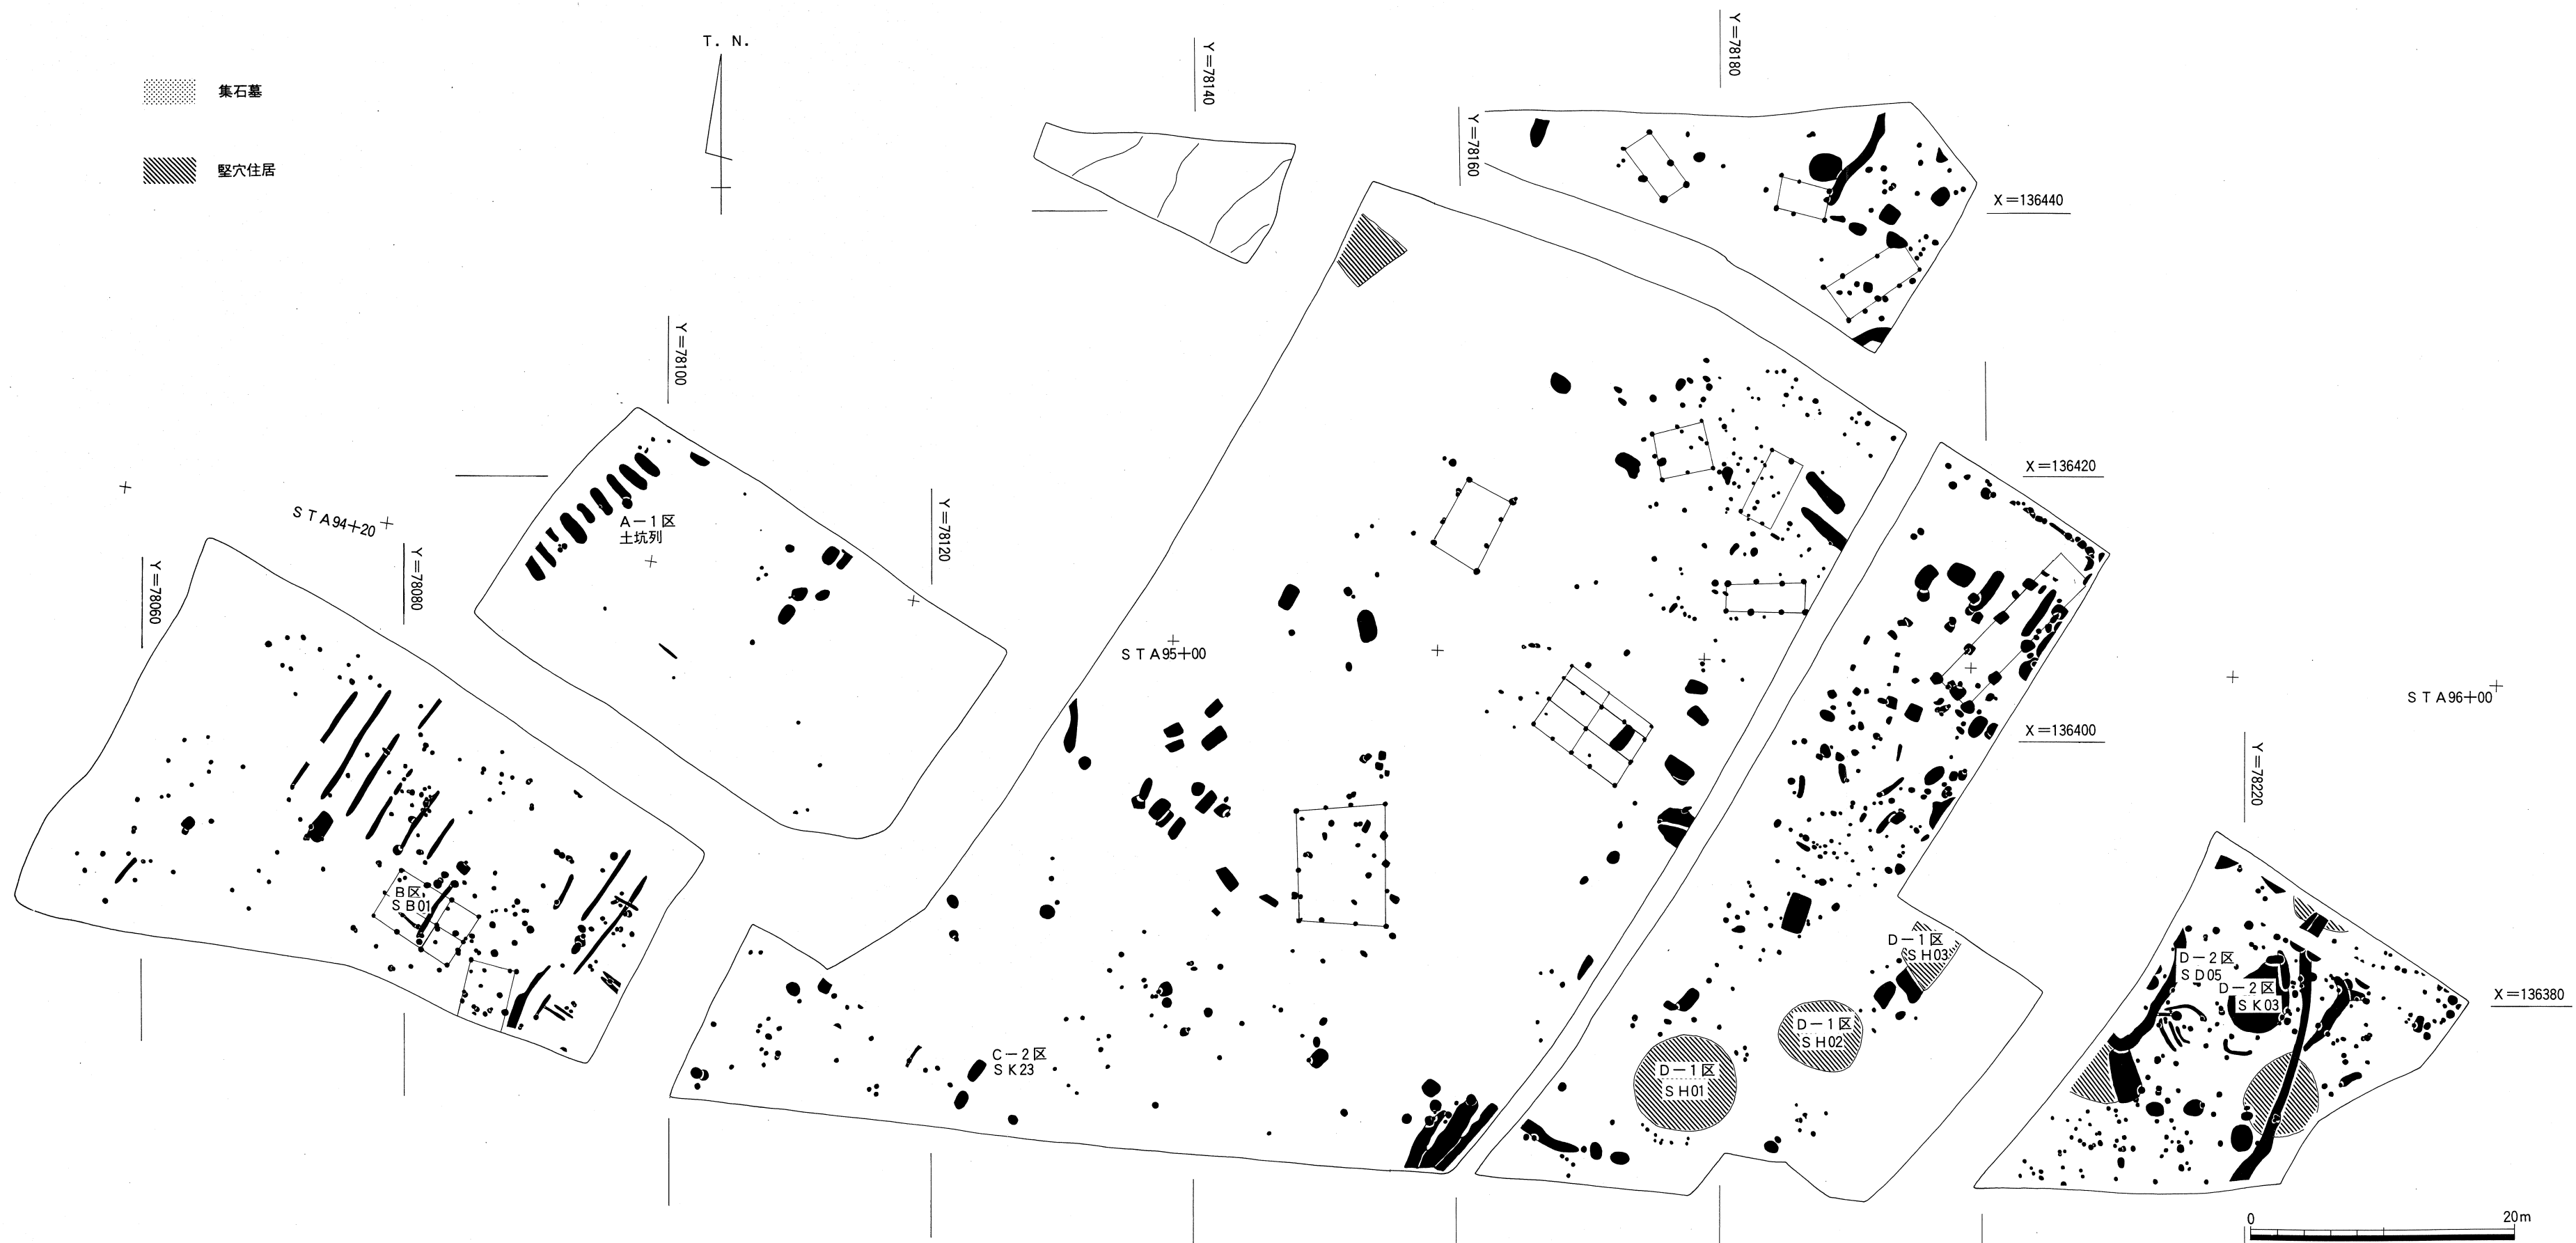 T. N.
集石墓
竪穴住居
Y=78140
Y=78180
Y=78160
X=136440
Y=78100
X=136420
STA94+20
A-1区
土坑列
Y=78120
Y=78080
Y=78060
STA95+00
STA96+00
X=136400
Y=78220
B区
SB01
D-1区
SH03
D-2区
SD05
D-2区
SK03
X=136380
D-1区
SH02
C-2区
SK23
D-1区
SH01
0
20m